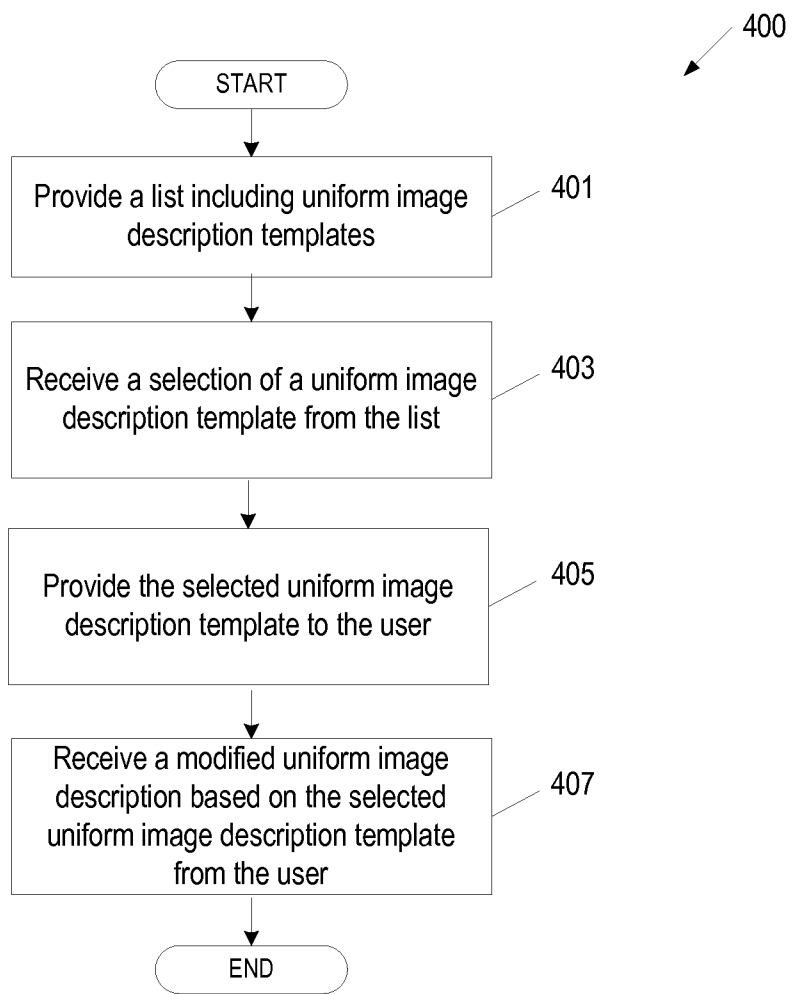 400
START
Provide a list including uniform image
description templates
401
Receive a selection of a uniform image
description template from the list
403
Provide the selected uniform image
description template to the user
405
Receive a modified uniform image
description based on the selected
uniform image description template
from the user
407
END